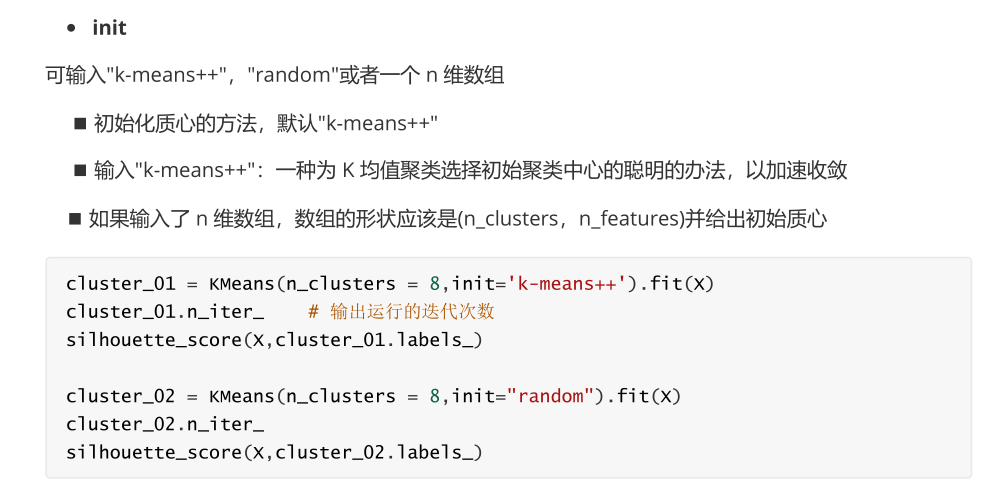 • init
可输入"k-means++"，"random"或者一个 n 维数组
■ 初始化质心的方法，默认"k-means++"
■ 输入"k-means++"：一种为 K 均值聚类选择初始聚类中心的聪明的办法，以加速收敛
■ 如果输入了 n 维数组，数组的形状应该是(n_clusters，n_features)并给出初始质心
cluster_01 = KMeans(n_clusters = 8,init='k-means++').fit(X)
cluster_01.n_iter_    # 输出运行的迭代次数
silhouette_score(X,cluster_01.labels_)
cluster_02 = KMeans(n_clusters = 8,init="random").fit(X)
cluster_02.n_iter_
silhouette_score(X,cluster_02.labels_)